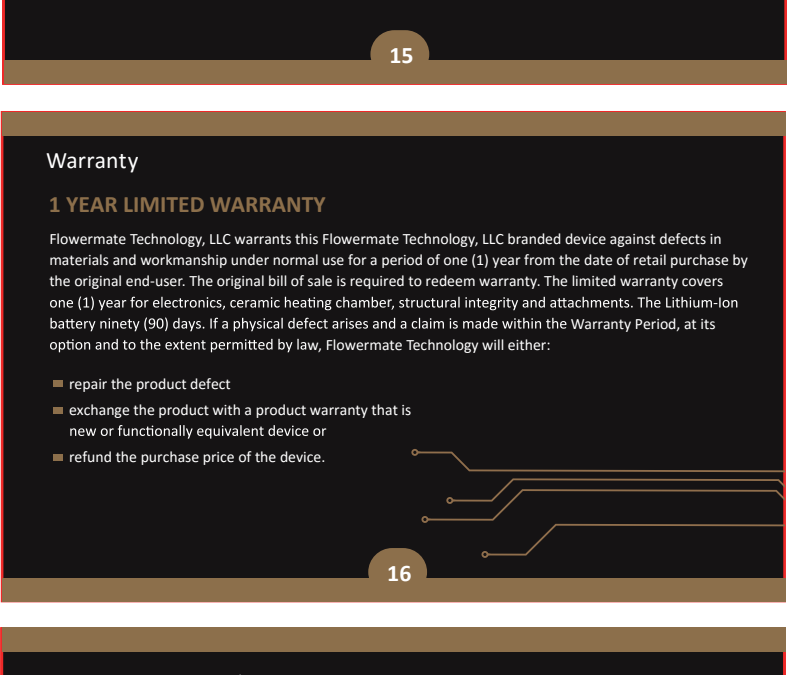 15
Warranty
1 YEAR LIMITED WARRANTY
Flowermate Technology, LLC warrants this Flowermate Technology, LLC branded device against defects in
materials and workmanship under normal use for a period of one (1) year from the date of retail purchase by
the original end-user. The original bill of sale is required to redeem warranty. The limited warranty covers
one (1) year for electronics, ceramic heating chamber, structural integrity and attachments. The Lithium-Ion
battery ninety (90) days. If a physical defect arises and a claim is made within the Warranty Period, at its
option and to the extent permitted by law, Flowermate Technology will either:
repair the product defect
exchange the product with a product warranty that is
new or functionally equivalent device or
refund the purchase price of the device.
16